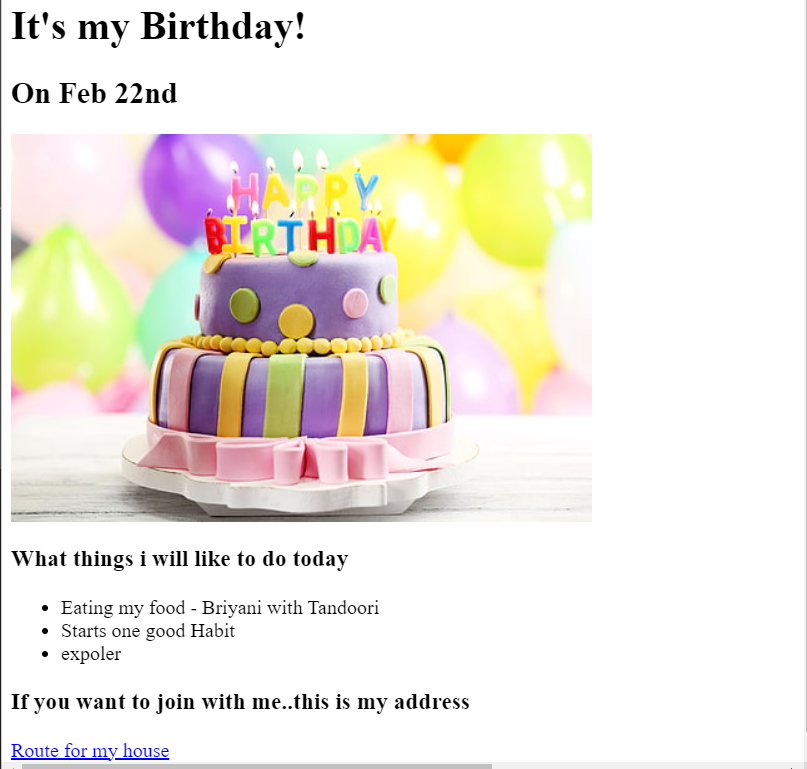 It's my Birthday!
On Feb 22nd
HAPPY
BIRTHDAY
What things i will like to do today
Eating my food - Briyani with Tandoori
Starts one good Habit
expoler
If you want to join with me..this is my address
Route for my house